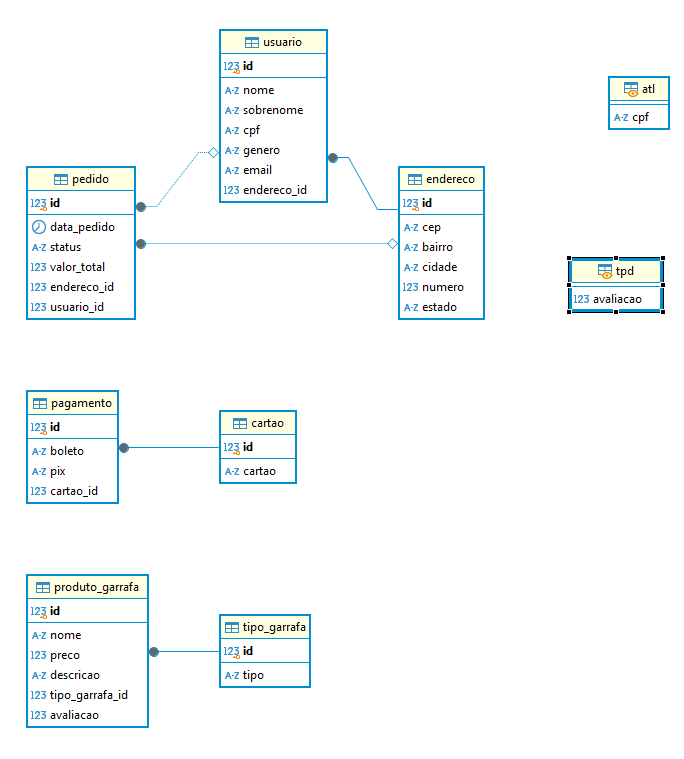 usuario
123 id
A-Z nome
A-Z sobrenome
A-Z cpf
A-Z genero
A-Z email
123 endereco_id
atl
A-Z cpf
pedido
123 id
data_pedido
A-Z status
123 valor_total
123 endereco_id
123 usuario_id
endereco
123 id
A-Z cep
A-Z bairro
A-Z cidade
123 numero
A-Z estado
tpd
123 avaliacao
pagamento
123 id
A-Z boleto
A-Z pix
123 cartao_id
cartao
123 id
A-Z cartao
produto_garrafa
123 id
A-Z nome
123 preco
A-Z descricao
123 tipo_garrafa_id
123 avaliacao
tipo_garrafa
123 id
A-Z tipo